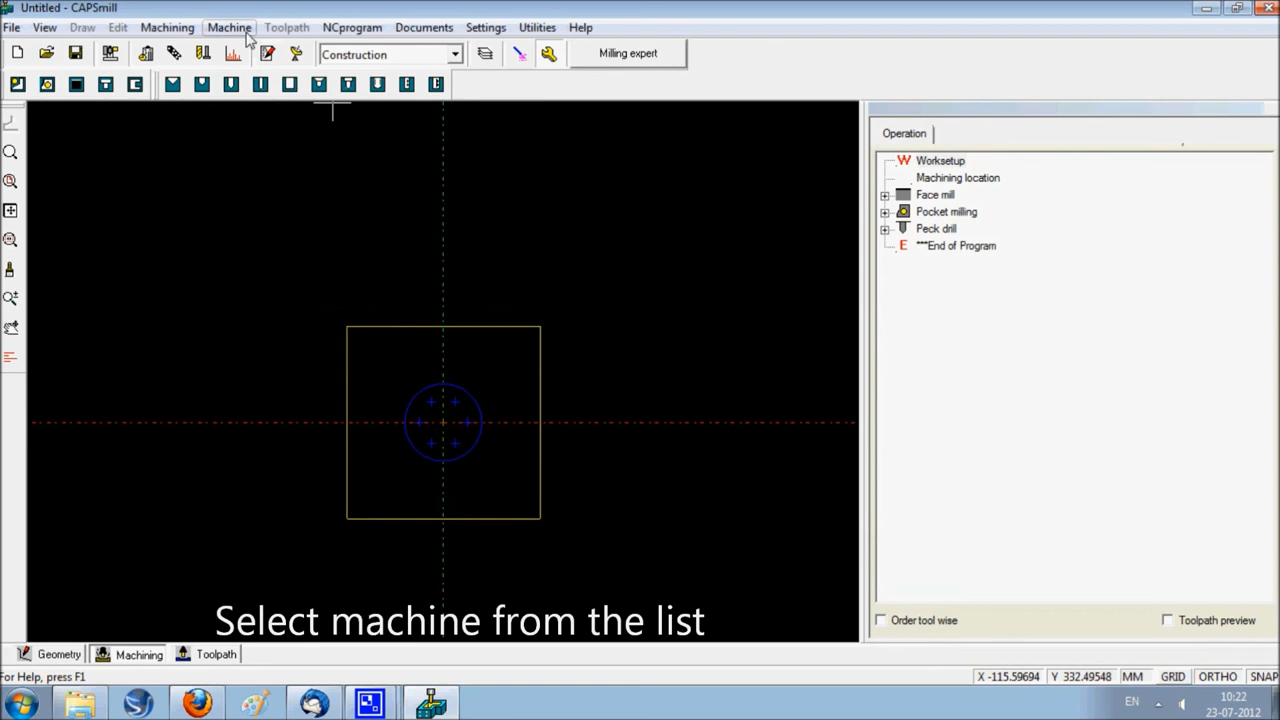 Untitled - CAPSmill
File View Draw Edit Machining Machine Toolpath NCprogram Documents Settings Utilities Help
Construction
Milling expert
Operation
W Worksetup
Machining location
Face mill
Pocket milling
Peck drill
E ***End of Program
Select machine from the list
Order tool wise
Toolpath preview
Geometry Machining Toolpath
For Help, press F1
X -115.59694 Y 332.49548 MM GRID ORTHO SNAP
EN
10:22
23-07-2012